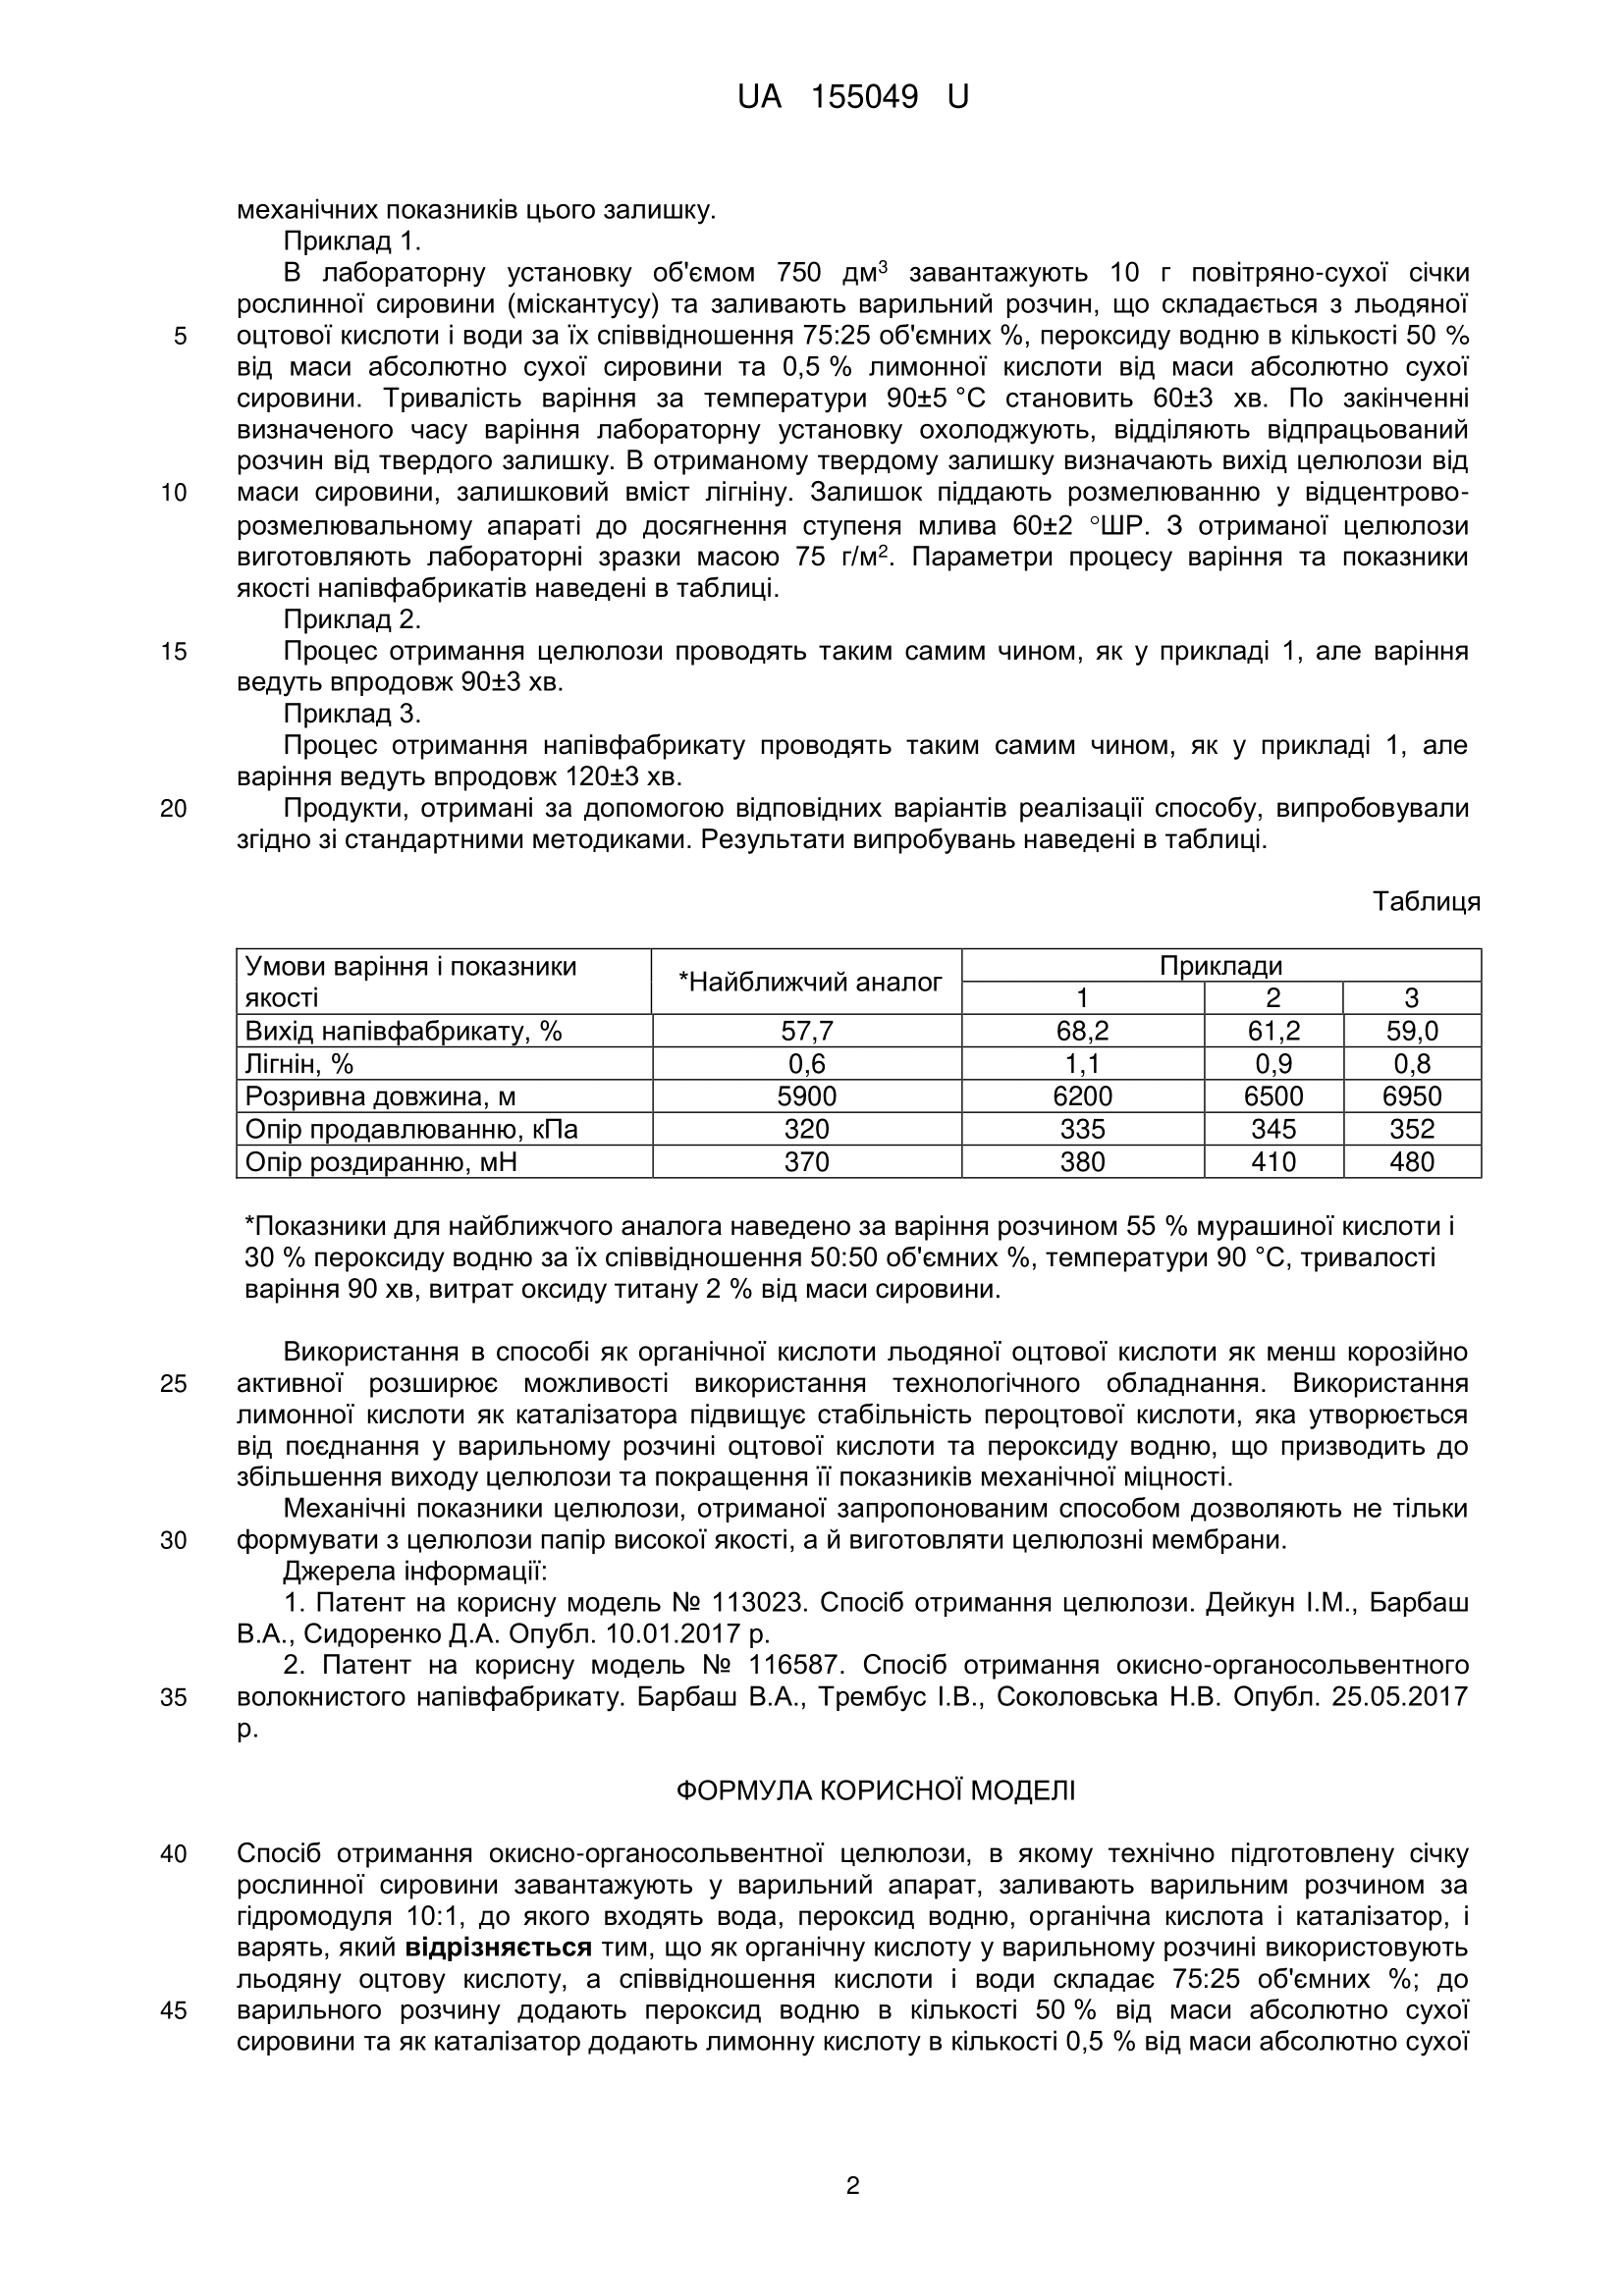 UA 155049 U
механічних показників цього залишку.
Приклад 1.
В лабораторну установку об'ємом 750 дм³ завантажують 10 г повітряно-сухої січки
рослинної сировини (міскантусу) та заливають варильний розчин, що складається з льодяної
5 оцтової кислоти і води за їх співвідношення 75:25 об'ємних %, пероксиду водню в кількості 50 %
від маси абсолютно сухої сировини та 0,5 % лимонної кислоти від маси абсолютно сухої
сировини. Тривалість варіння за температури 90±5 °С становить 60±3 хв. По закінченні
визначеного часу варіння лабораторну установку охолоджують, відділяють відпрацьований
розчин від твердого залишку. В отриманому твердому залишку визначають вихід целюлози від
10 маси сировини, залишковий вміст лігніну. Залишок піддають розмелюванню у відцентрово-
розмелювальному апараті до досягнення ступеня млива 60±2 °ШР. З отриманої целюлози
виготовляють лабораторні зразки масою 75 г/м². Параметри процесу варіння та показники
якості напівфабрикатів наведені в таблиці.
Приклад 2.
15 Процес отримання целюлози проводять таким самим чином, як у прикладі 1, але варіння
ведуть впродовж 90±3 хв.
Приклад 3.
Процес отримання напівфабрикату проводять таким самим чином, як у прикладі 1, але
варіння ведуть впродовж 120±3 хв.
20 Продукти, отримані за допомогою відповідних варіантів реалізації способу, випробовували
згідно зі стандартними методиками. Результати випробувань наведені в таблиці.
Таблиця
Умови варіння і показники якості *Найближчий аналог Приклади
1 2 3
Вихід напівфабрикату, % 57,7 68,2 61,2 59,0
Лігнін, % 0,6 1,1 0,9 0,8
Розривна довжина, м 5900 6200 6500 6950
Опір продавлюванню, кПа 320 335 345 352
Опір роздиранню, мН 370 380 410 480
*Показники для найближчого аналога наведено за варіння розчином 55 % мурашиної кислоти і
30 % пероксиду водню за їх співвідношення 50:50 об'ємних %, температури 90 °С, тривалості
варіння 90 хв, витрат оксиду титану 2 % від маси сировини.
Використання в способі як органічної кислоти льодяної оцтової кислоти як менш корозійно
25 активної розширює можливості використання технологічного обладнання. Використання
лимонної кислоти як каталізатора підвищує стабільність пероцтової кислоти, яка утворюється
від поєднання у варильному розчині оцтової кислоти та пероксиду водню, що призводить до
збільшення виходу целюлози та покращення її показників механічної міцності.
Механічні показники целюлози, отриманої запропонованим способом дозволяють не тільки
30 формувати з целюлози папір високої якості, а й виготовляти целюлозні мембрани.
Джерела інформації:
1. Патент на корисну модель № 113023. Спосіб отримання целюлози. Дейкун І.М., Барбаш
В.А., Сидоренко Д.А. Опубл. 10.01.2017 р.
2. Патент на корисну модель № 116587. Спосіб отримання окисно-органосольвентного
35 волокнистого напівфабрикату. Барбаш В.А., Трембус І.В., Соколовська Н.В. Опубл. 25.05.2017
р.
ФОРМУЛА КОРИСНОЇ МОДЕЛІ
40 Спосіб отримання окисно-органосольвентної целюлози, в якому технічно підготовлену січку
рослинної сировини завантажують у варильний апарат, заливають варильним розчином за
гідромодуля 10:1, до якого входять вода, пероксид водню, органічна кислота і каталізатор, і
варять, який відрізняється тим, що як органічну кислоту у варильному розчині використовують
льодяну оцтову кислоту, а співвідношення кислоти і води складає 75:25 об'ємних %; до
45 варильного розчину додають пероксид водню в кількості 50 % від маси абсолютно сухої
сировини та як каталізатор додають лимонну кислоту в кількості 0,5 % від маси абсолютно сухої
2